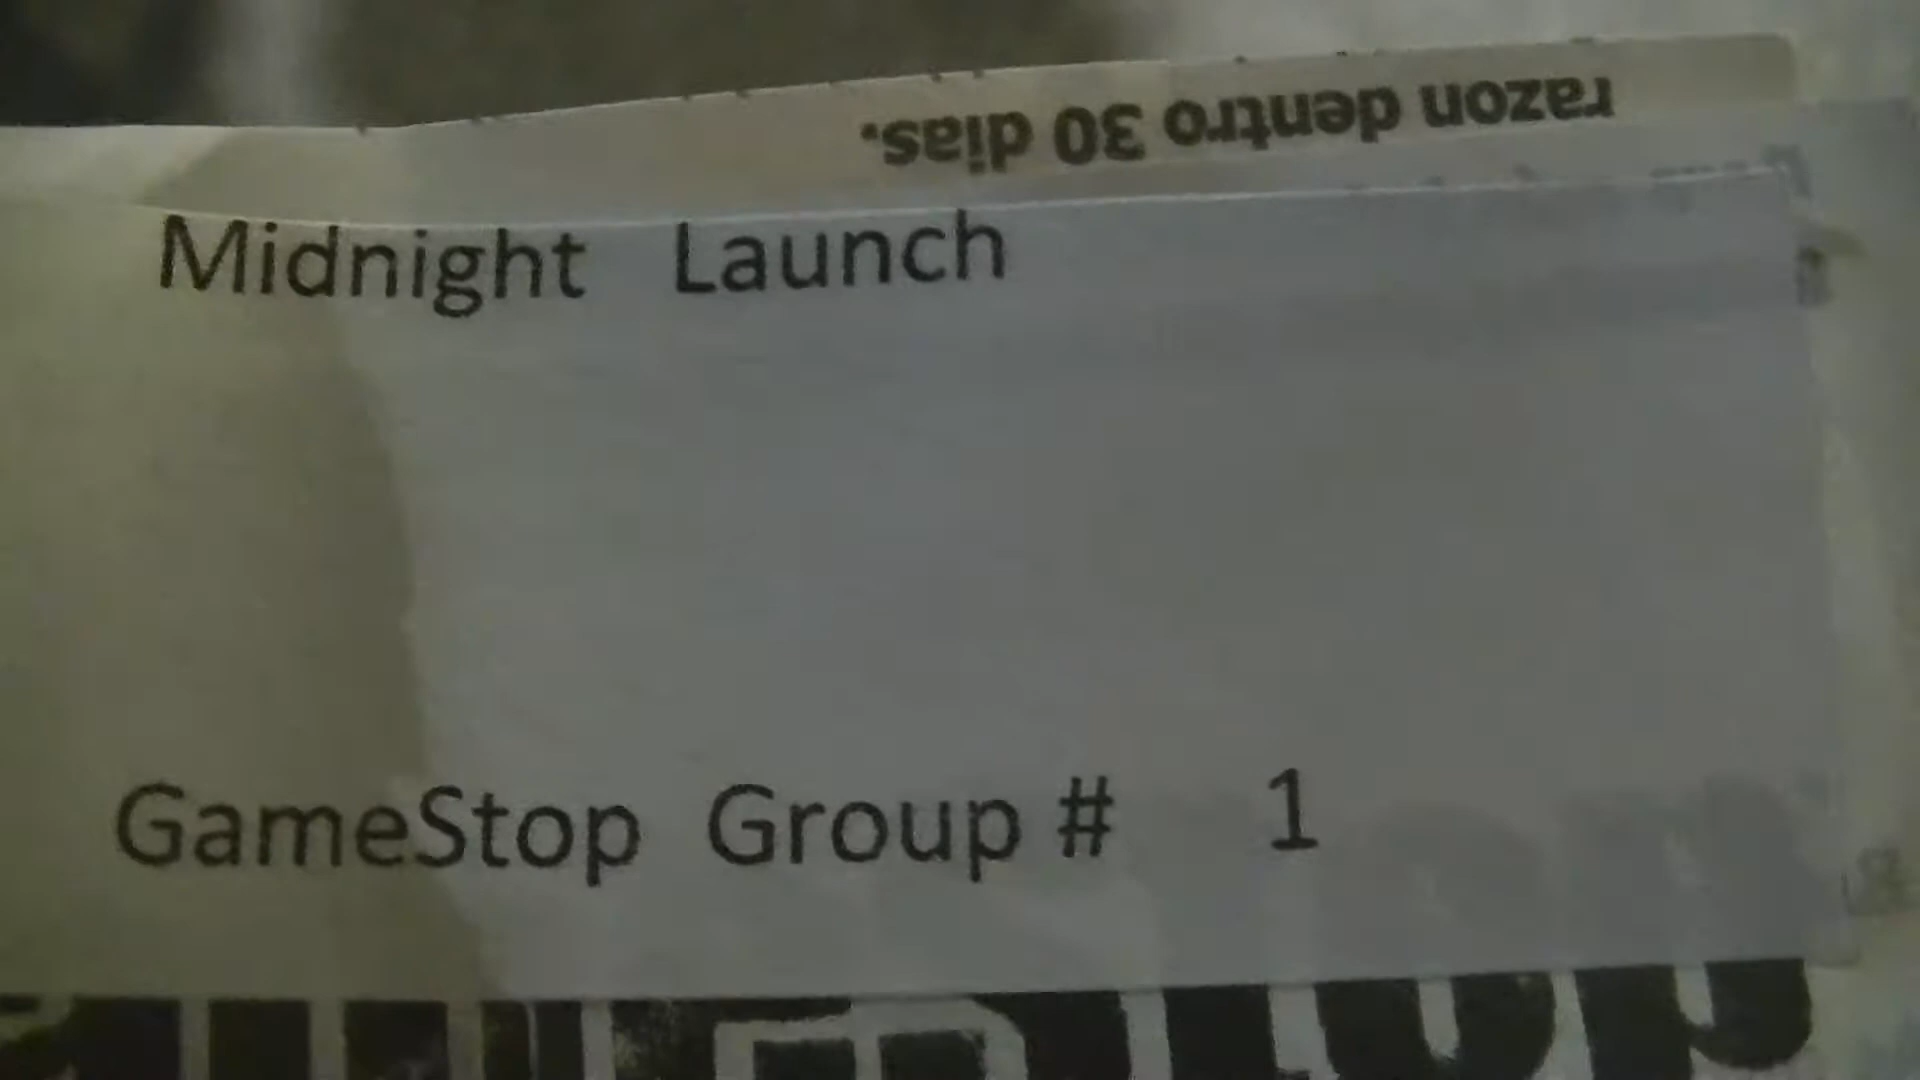 razon dentro 30 dias.
Midnight Launch
GameStop Group # 1